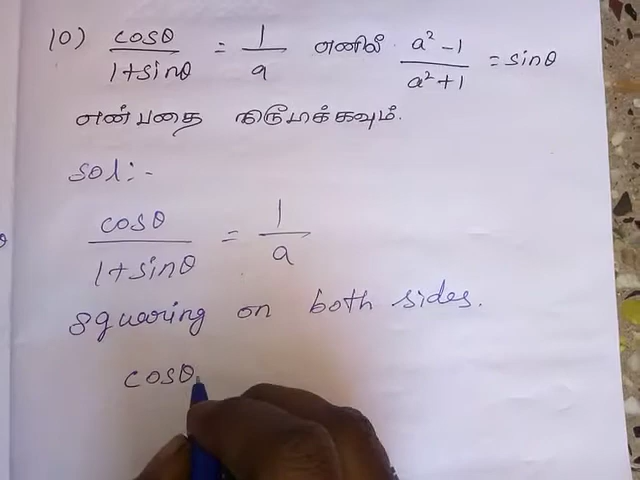 10) cosθ / 1+sinθ = 1 / a எனில் a² -1 / a² +1 = sinθ
என்பதை நிரூபிக்கவும்.
Sol:-
cosθ / 1+sinθ = 1 / a
squaring on both sides.
cosθ